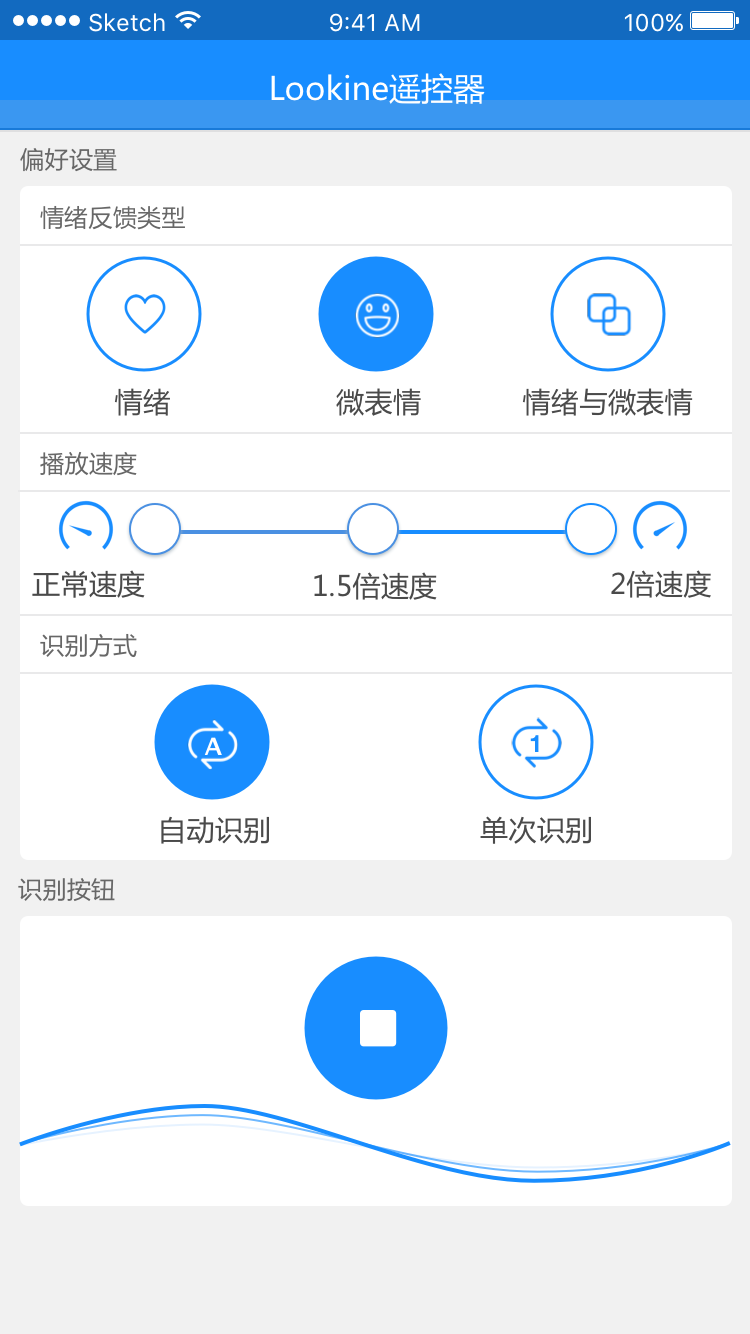 Sketch 9:41 AM 100%
Lookine遥控器
偏好设置
情绪反馈类型
情绪 微表情 情绪与微表情
播放速度
正常速度 1.5倍速度 2倍速度
识别方式
A 1
自动识别 单次识别
识别按钮